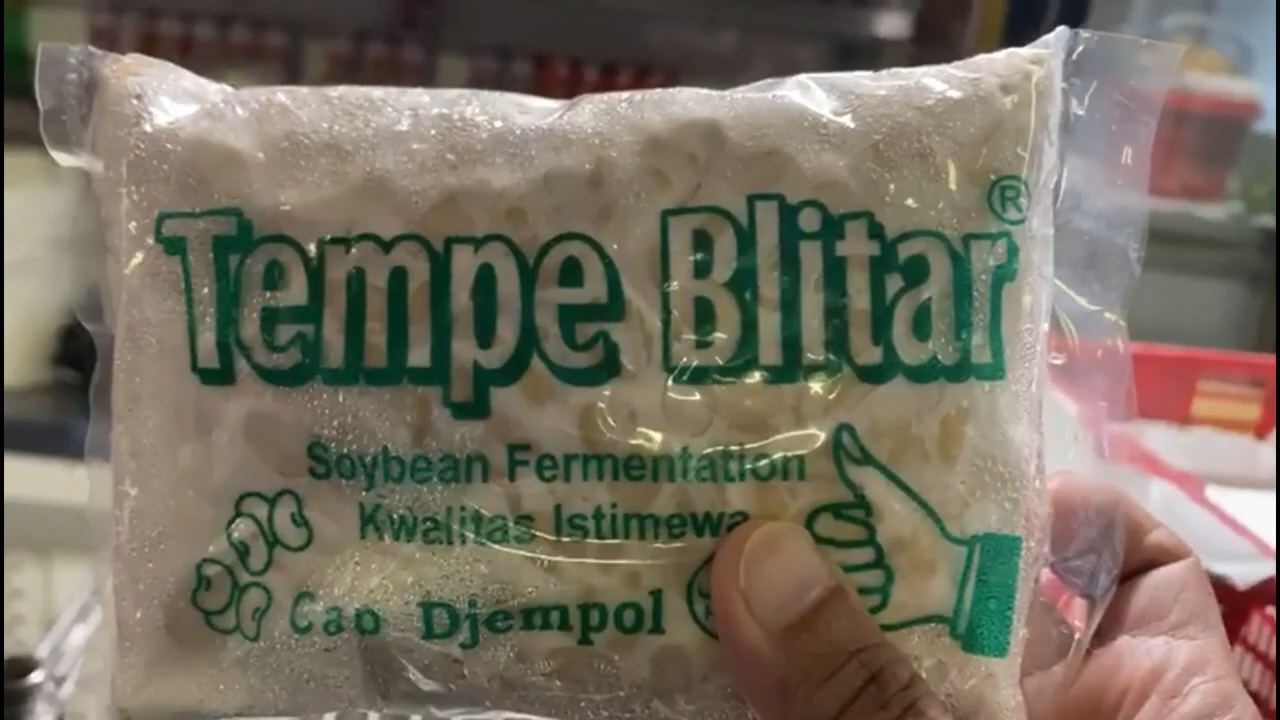 Tempe Blitar®
Soybean Fermentation
Kwalitas Istimewa
Cap Djempol